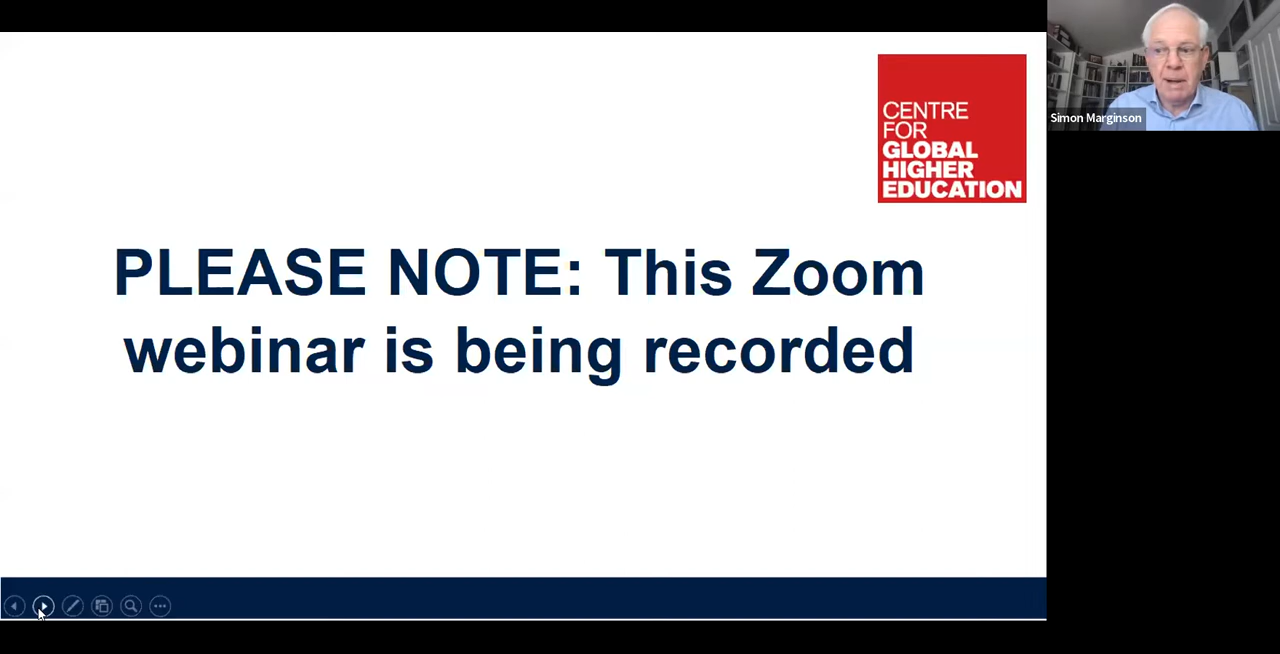 CENTRE
FOR
GLOBAL
HIGHER
EDUCATION
Simon Marginson
PLEASE NOTE: This Zoom
webinar is being recorded